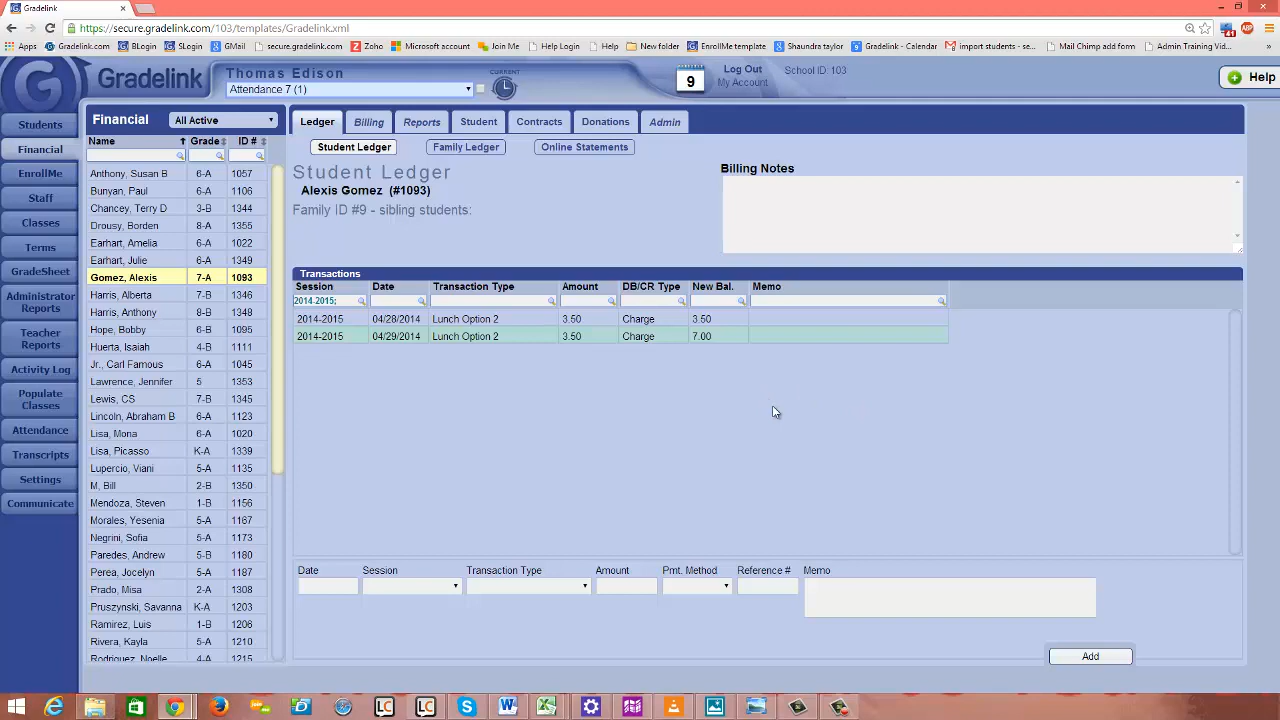 Gradelink
https://secure.gradelink.com/103/templates/Gradelink.xml
Apps Gradelink.com BLogin SLogin GMail secure.gradelink.com Zoho Microsoft account Join Me Help Login Help New folder EnrollMe template Shaundra taylor Gradelink - Calendar import students - se... Mail Chimp add from Admin Training Vid... »
Gradelink
Thomas Edison
Attendance 7 (1)
CURRENT
9
Log Out
My Account
School ID: 103
Help
Students
Financial
EnrollMe
Staff
Classes
Terms
GradeSheet
Administrator
Reports
Teacher
Reports
Activity Log
Populate
Classes
Attendance
Transcripts
Settings
Communicate
Financial All Active
Name Grade ID #
Anthony, Susan B 6-A 1057
Bunyan, Paul 6-A 1106
Chancey, Terry D 3-B 1344
Drousy, Borden 8-A 1355
Earhart, Amelia 6-A 1022
Earhart, Julie 6-A 1349
Gomez, Alexis 7-A 1093
Harris, Alberta 7-B 1346
Harris, Anthony 8-B 1348
Hope, Bobby 6-B 1095
Huerta, Isaiah 4-B 1111
Jr., Carl Famous 6-A 1045
Lawrence, Jennifer 5 1353
Lewis, CS 7-B 1345
Lincoln, Abraham B 6-A 1123
Lisa, Mona 6-A 1020
Lisa, Picasso K-A 1339
Lupercio, Viani 5-A 1135
M, Bill 2-B 1350
Mendoza, Steven 1-B 1156
Morales, Yesenia 5-A 1167
Negrini, Sofia 5-A 1173
Paredes, Andrew 5-B 1180
Perea, Jocelyn 5-A 1187
Prado, Misa 2-A 1308
Pruszynski, Savanna K-A 1203
Ramirez, Luis 1-B 1206
Rivera, Kayla 5-A 1210
Rodriguez, Noelle 4-A 1215
Ledger Billing Reports Student Contracts Donations Admin
Student Ledger Family Ledger Online Statements
Student Ledger
Alexis Gomez (#1093)
Family ID #9 - sibling students:
Billing Notes
Transactions
Session Date Transaction Type Amount DB/CR Type New Bal. Memo
2014-2015;
2014-2015 04/28/2014 Lunch Option 2 3.50 Charge 3.50
2014-2015 04/29/2014 Lunch Option 2 3.50 Charge 7.00
Date Session Transaction Type Amount Pmt. Method Reference # Memo
Add